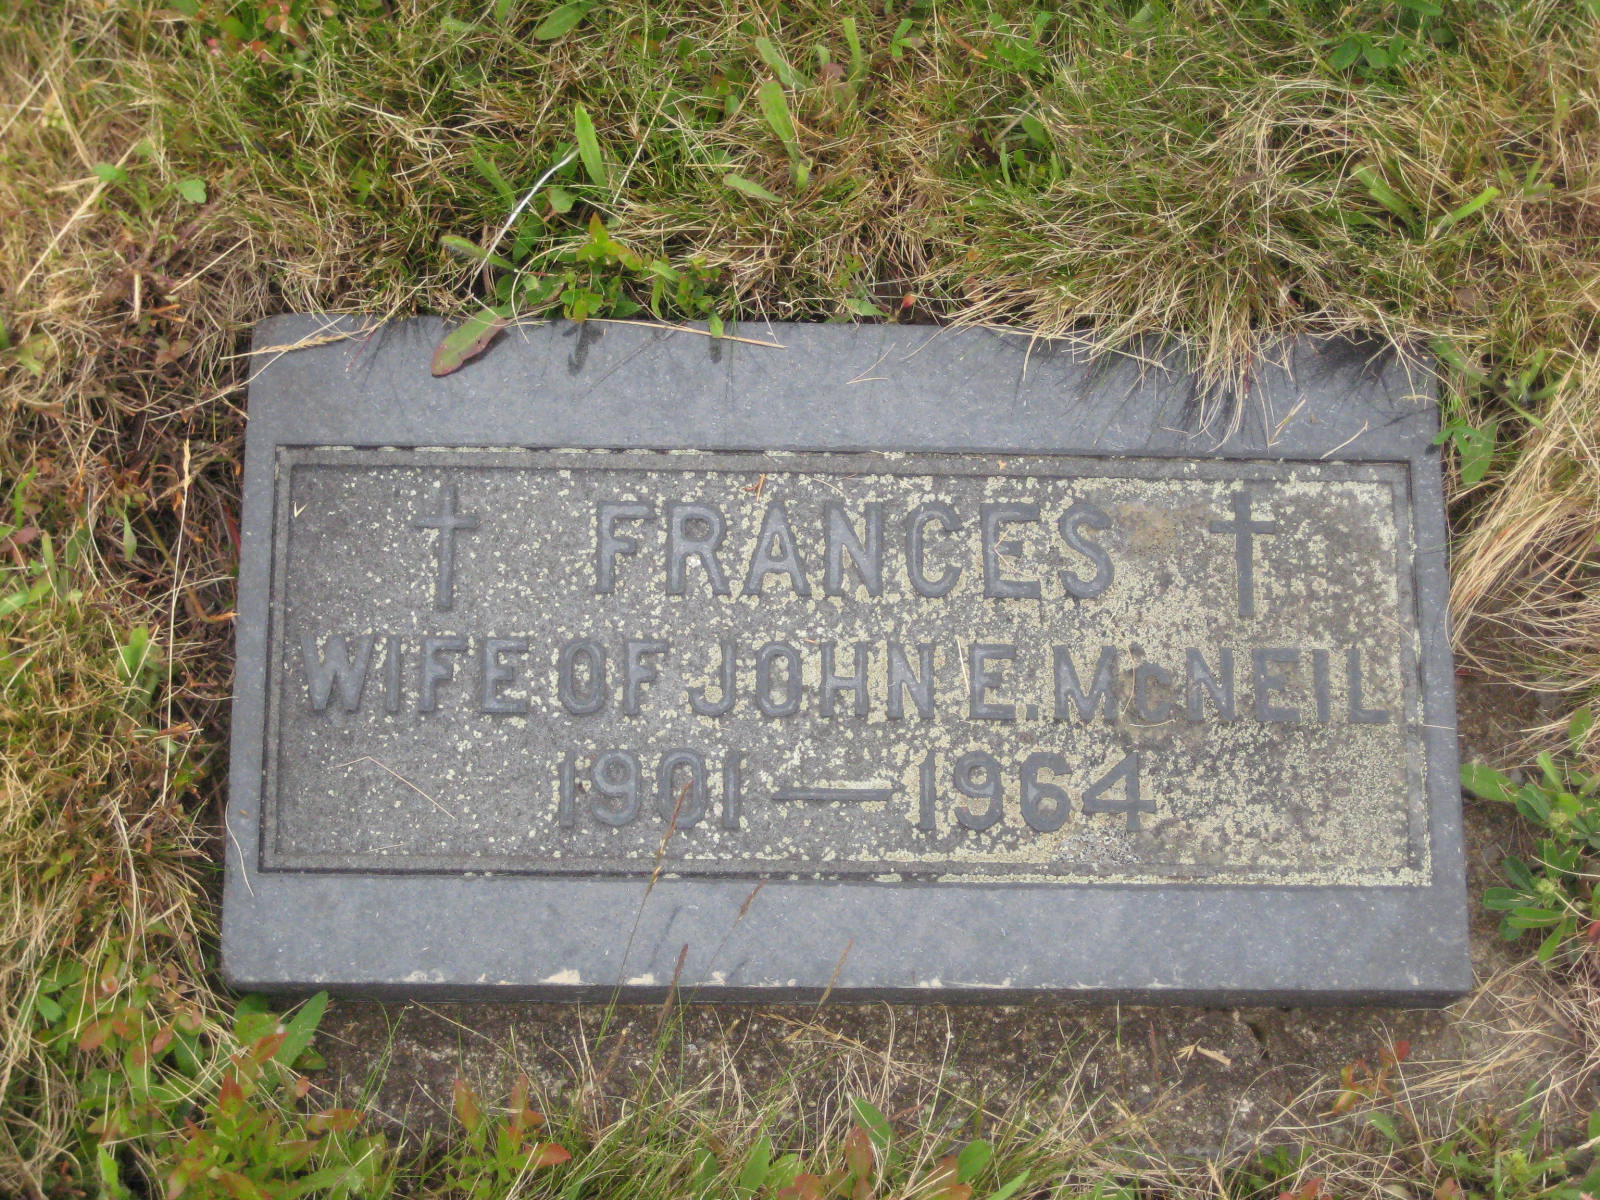 FRANCES
WIFE OF JOHN E. McNEIL
1901 — 1964